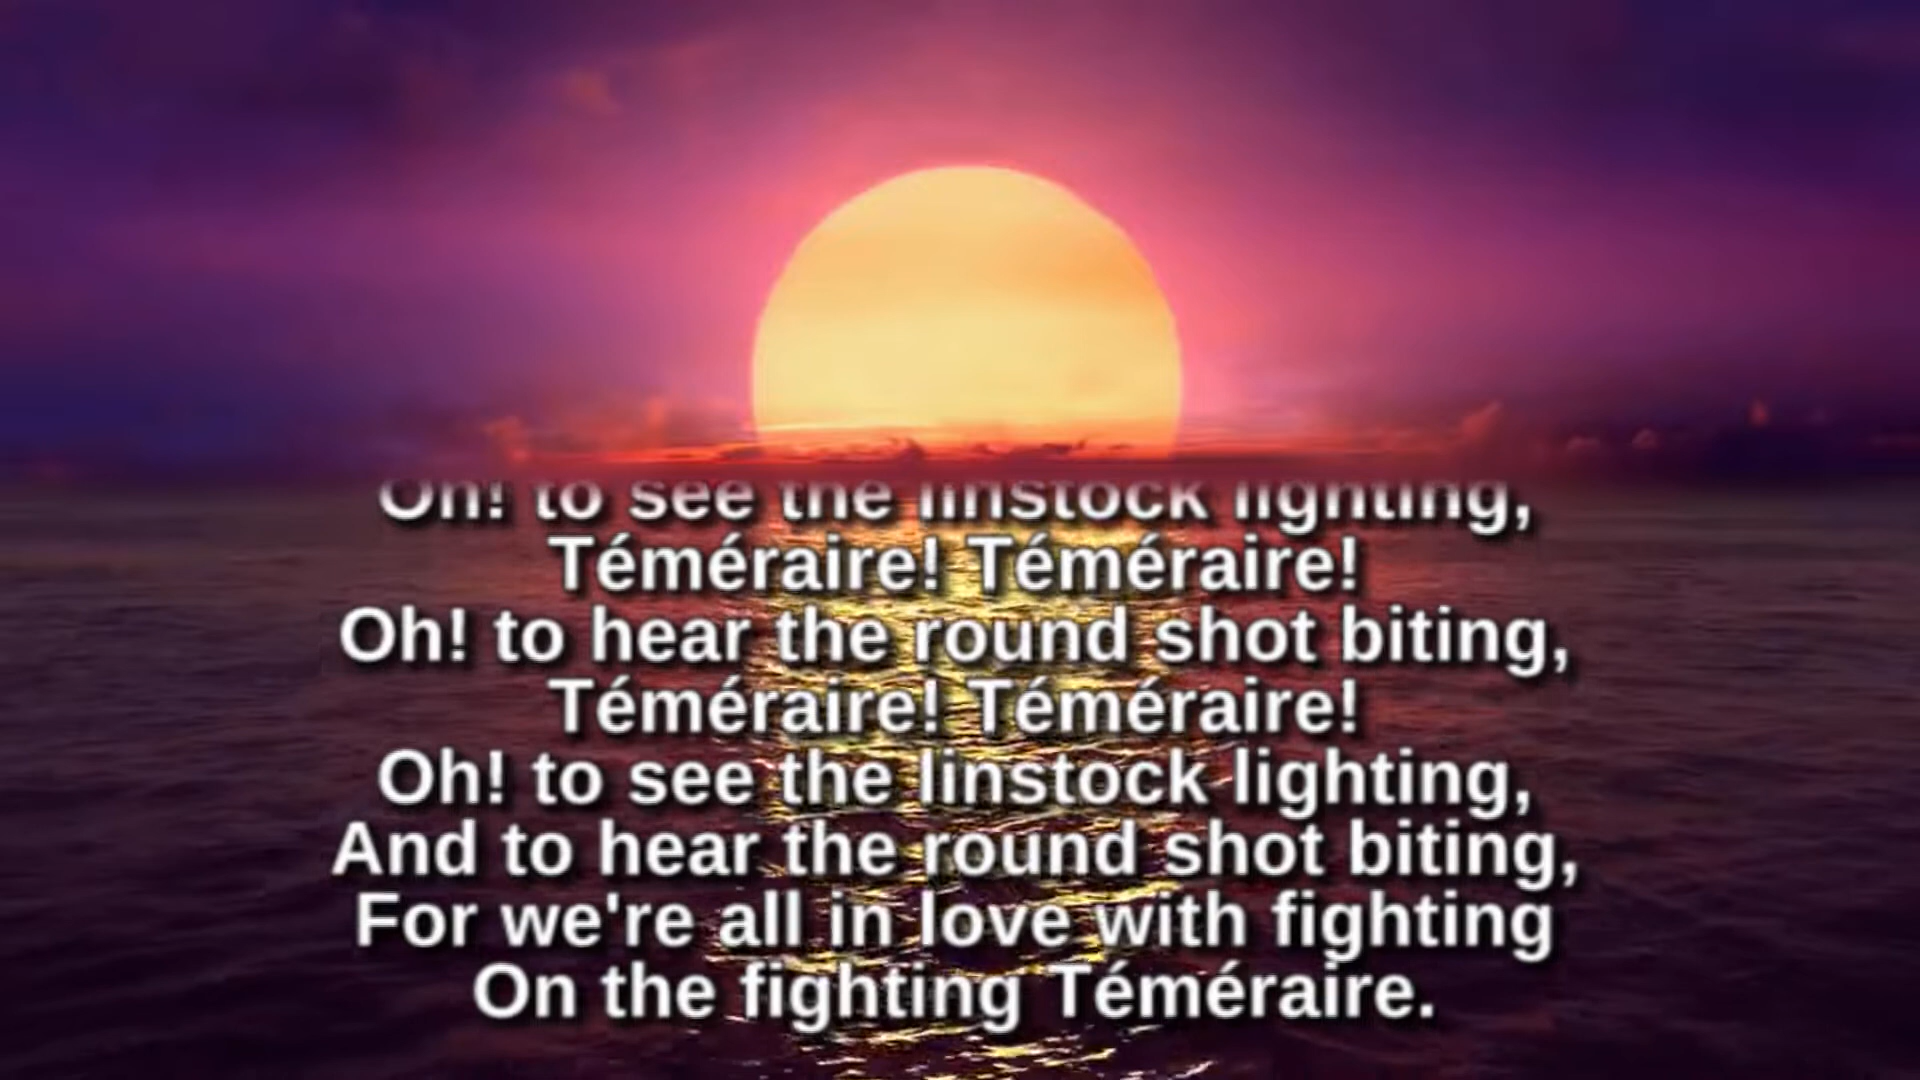 Oh! to see the linstock lighting,
Téméraire! Téméraire!
Oh! to hear the round shot biting,
Téméraire! Téméraire!
Oh! to see the linstock lighting,
And to hear the round shot biting,
For we're all in love with fighting
On the fighting Téméraire.